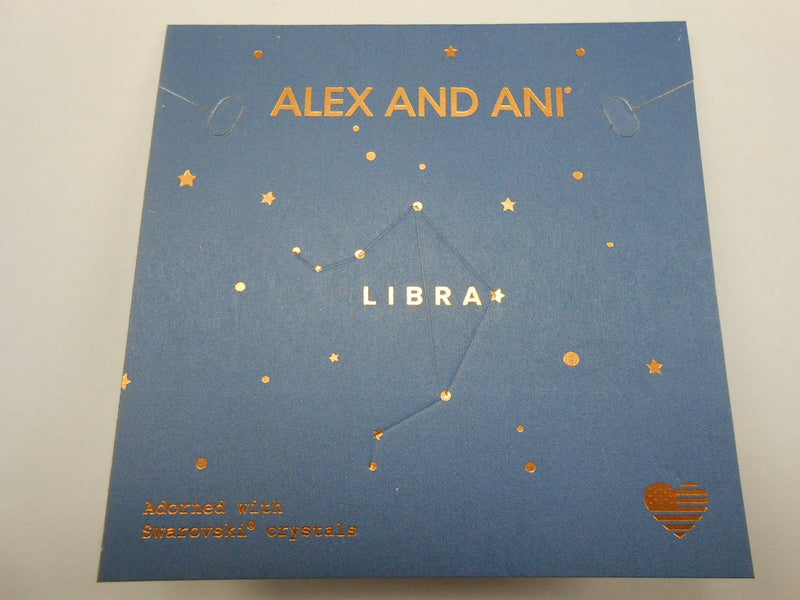 ALEX AND ANI®
LIBRA
Adorned with
Swarovski® crystals